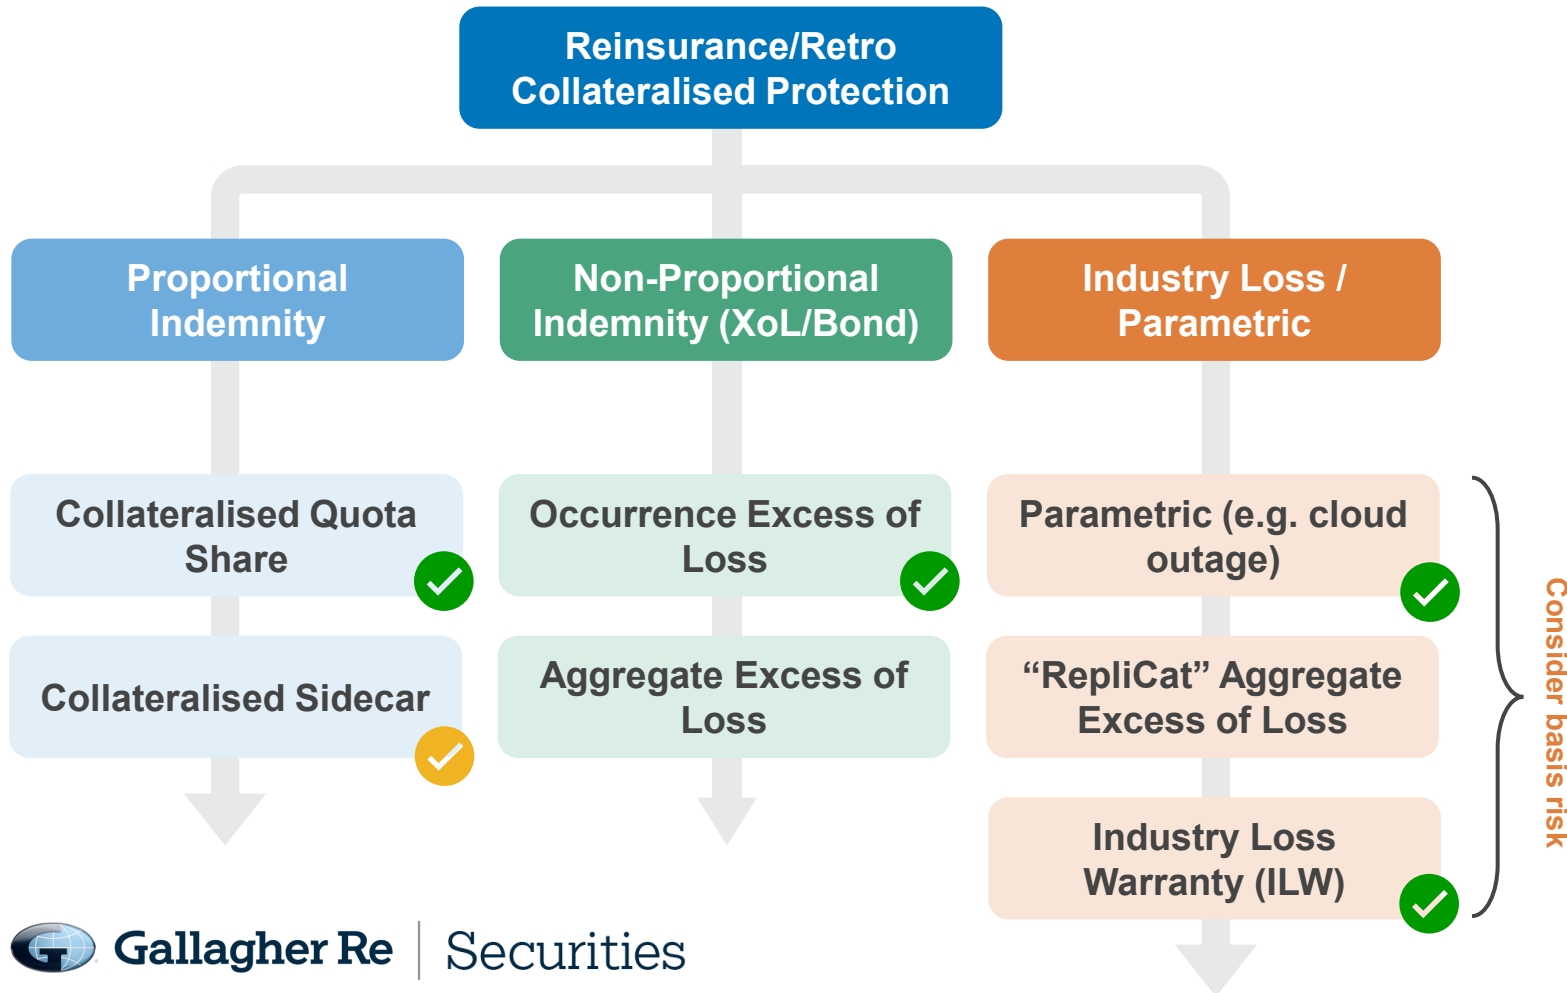 Reinsurance/Retro
Collateralised Protection
Proportional
Indemnity
Non-Proportional
Indemnity (XoL/Bond)
Industry Loss /
Parametric
Collateralised Quota
Share
Occurrence Excess of
Loss
Parametric (e.g. cloud
outage)
Collateralised Sidecar
Aggregate Excess of
Loss
“RepliCat” Aggregate
Excess of Loss
Industry Loss
Warranty (ILW)
Consider basis risk
G
Gallagher Re
Securities